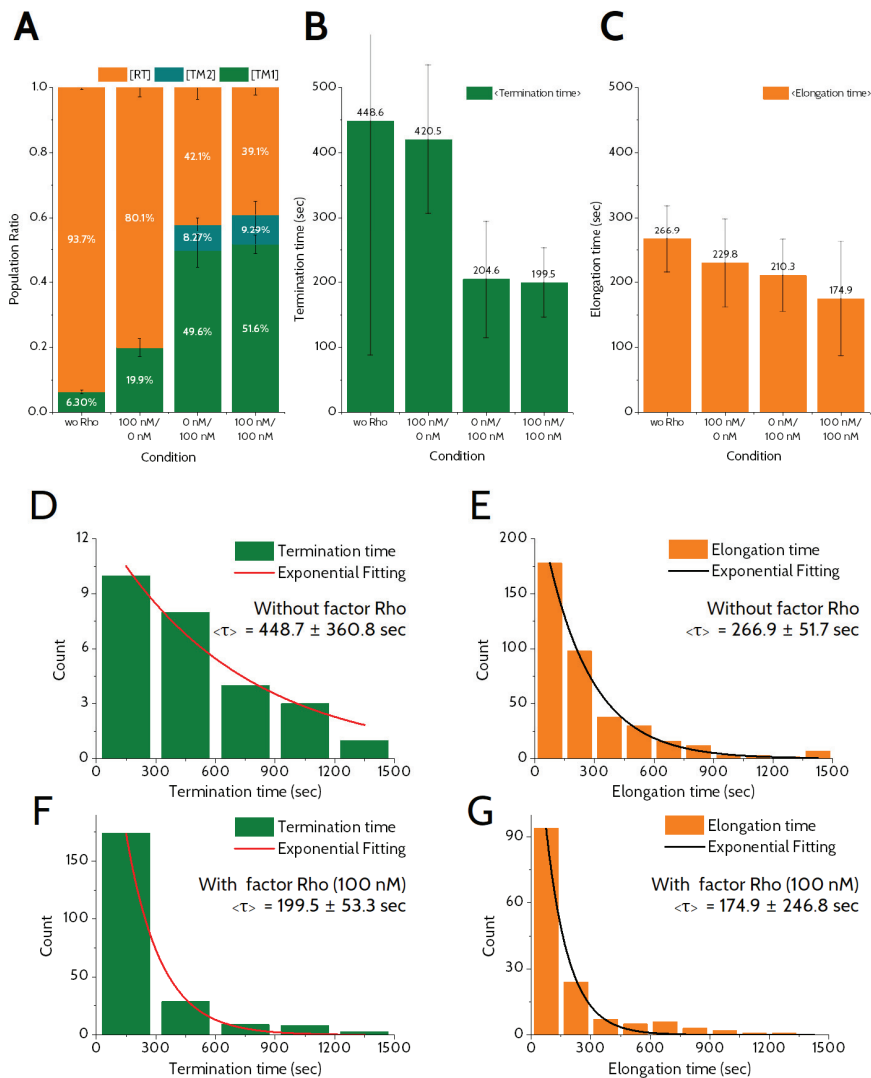 A
[RT] [TM2] [TM1]
Population Ratio
1.0
0.8
0.6
0.4
0.2
0.0
93.7%
6.30%
80.1%
19.9%
42.1%
8.27%
49.6%
39.1%
9.29%
51.6%
wo Rho
100 nM/
0 nM
0 nM/
100 nM
100 nM/
100 nM
Condition
B
<Termination time>
Termination time (sec)
500
400
300
200
100
0
448.6
420.5
204.6
199.5
wo Rho
100 nM/
0 nM
0 nM/
100 nM
100 nM/
100 nM
Condition
C
<Elongation time>
Elongation time (sec)
500
400
300
200
100
0
266.9
229.8
210.3
174.9
wo Rho
100 nM/
0 nM
0 nM/
100 nM
100 nM/
100 nM
Condition
D
Termination time
Exponential Fitting
Without factor Rho
<τ> = 448.7 ± 360.8 sec
Count
12
9
6
3
0
0 300 600 900 1200 1500
Termination time (sec)
E
Elongation time
Exponential Fitting
Without factor Rho
<τ> = 266.9 ± 51.7 sec
Count
200
150
100
50
0
0 300 600 900 1200 1500
Elongation time (sec)
F
Termination time
Exponential Fitting
With factor Rho (100 nM)
<τ> = 199.5 ± 53.3 sec
Count
150
100
50
0
0 300 600 900 1200 1500
Termination time (sec)
G
Elongation time
Exponential Fitting
With factor Rho (100 nM)
<τ> = 174.9 ± 246.8 sec
Count
90
60
30
0
0 300 600 900 1200 1500
Elongation time (sec)